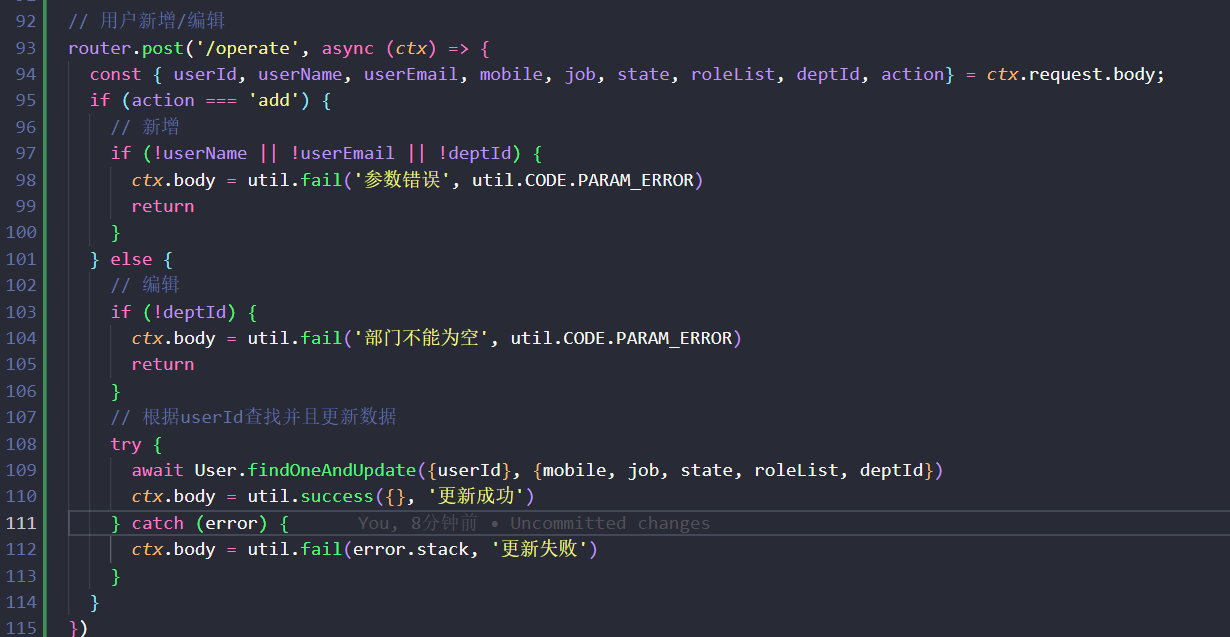 92 // 用户新增/编辑
93 router.post('/operate', async (ctx) => {
94 const { userId, userName, userEmail, mobile, job, state, roleList, deptId, action} = ctx.request.body;
95 if (action === 'add') {
96 // 新增
97 if (!userName || !userEmail || !deptId) {
98 ctx.body = util.fail('参数错误', util.CODE.PARAM_ERROR)
99 return
100 }
101 } else {
102 // 编辑
103 if (!deptId) {
104 ctx.body = util.fail('部门不能为空', util.CODE.PARAM_ERROR)
105 return
106 }
107 // 根据userId查找并且更新数据
108 try {
109 await User.findOneAndUpdate({userId}, {mobile, job, state, roleList, deptId})
110 ctx.body = util.success({}, '更新成功')
111 } catch (error) { You, 8分钟前 • Uncommitted changes
112 ctx.body = util.fail(error.stack, '更新失败')
113 }
114 }
115 })